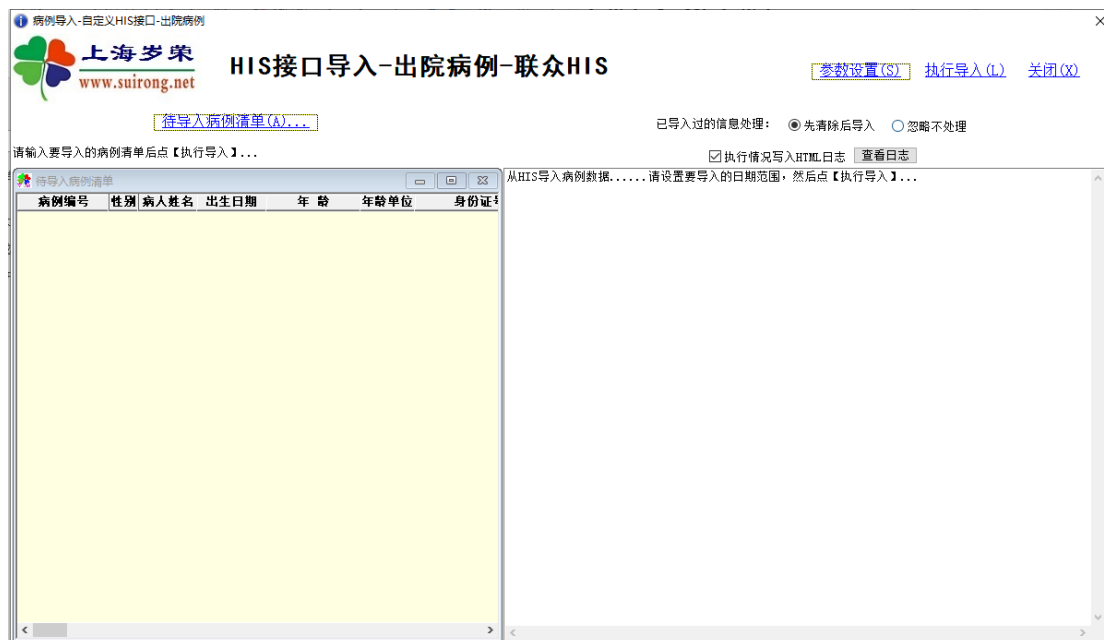 病例导入-自定义HIS接口-出院病例
上海岁荣
www.suirong.net
HIS接口导入-出院病例-联众HIS
参数设置(S) 执行导入(L) 关闭(X)
待导入病例清单(A)...
已导入过的信息处理: 先清除后导入 忽略不处理
请输入要导入的病例清单后点【执行导入】...
执行情况写入HTML日志 查看日志
待导入病例清单
病例编号 性别 病人姓名 出生日期 年 龄 年龄单位 身份证
从HIS导入病例数据......请设置要导入的日期范围,然后点【执行导入】...